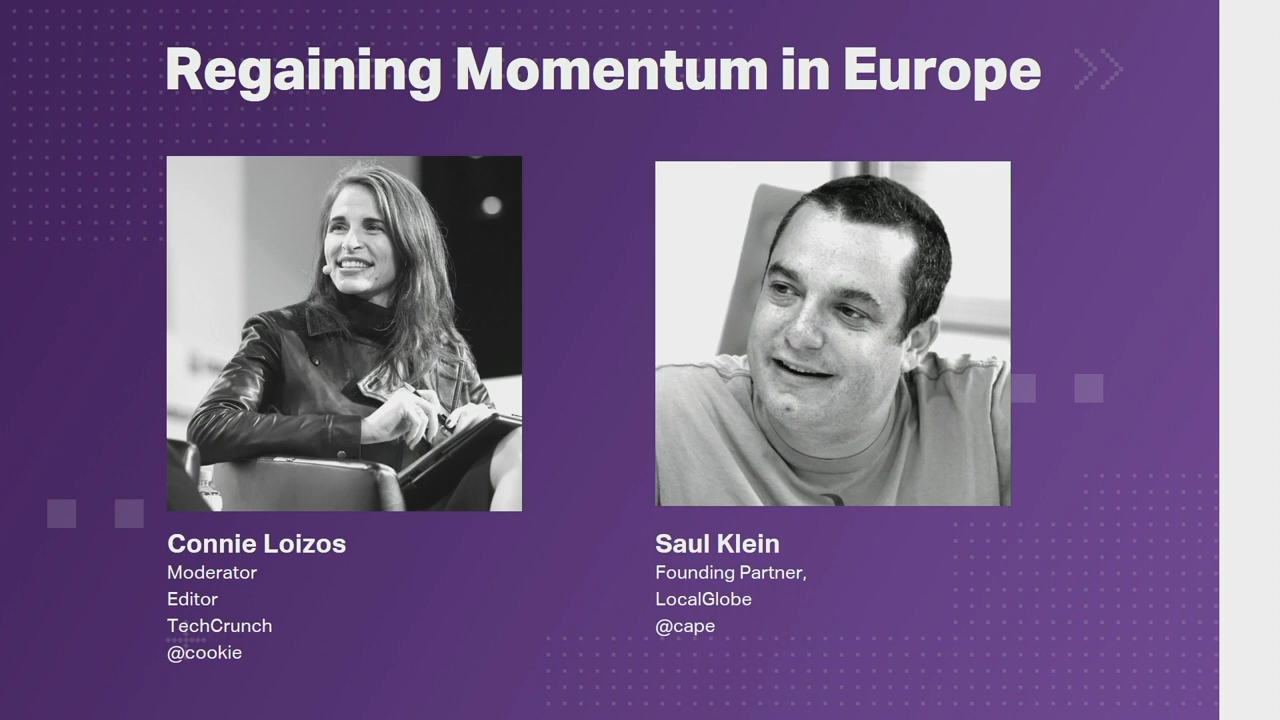 Regaining Momentum in Europe
Connie Loizos
Moderator
Editor
TechCrunch
@cookie
Saul Klein
Founding Partner,
LocalGlobe
@cape